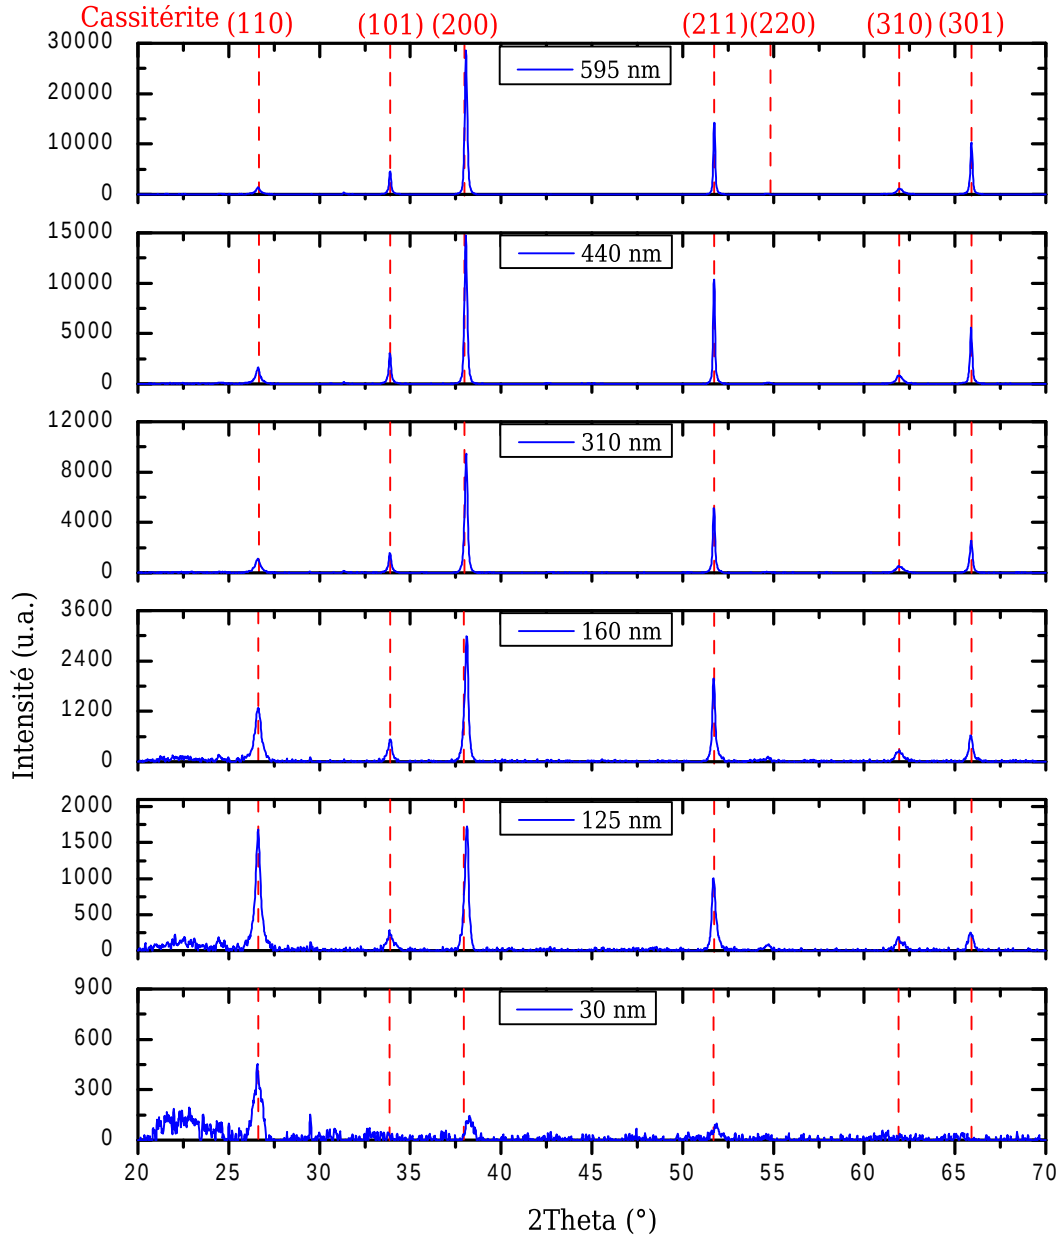 Cassitérite (110) (101) (200) (211) (220) (310) (301)
30000
20000
10000
0
595 nm
15000
10000
5000
0
440 nm
12000
8000
4000
0
310 nm
3600
2400
1200
0
160 nm
2000
1500
1000
500
0
125 nm
900
600
300
0
30 nm
20 25 30 35 40 45 50 55 60 65 70
2Theta (°)
Intensité (u.a.)